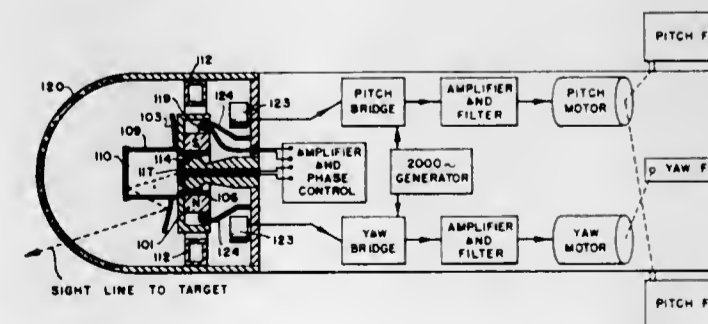 PITCH F
112
120
119
124
123
103
109
110
114
117
PITCH
BRIDGE
AMPLIFIER
AND
FILTER
PITCH
MOTOR
AMPLIFIER
AND
PHASE
CONTROL
2000~
GENERATOR
YAW F
N
106
101
112
124
123
YAW
BRIDGE
AMPLIFIER
AND
FILTER
YAW
MOTOR
SIGHT LINE TO TARGET
PITCH F